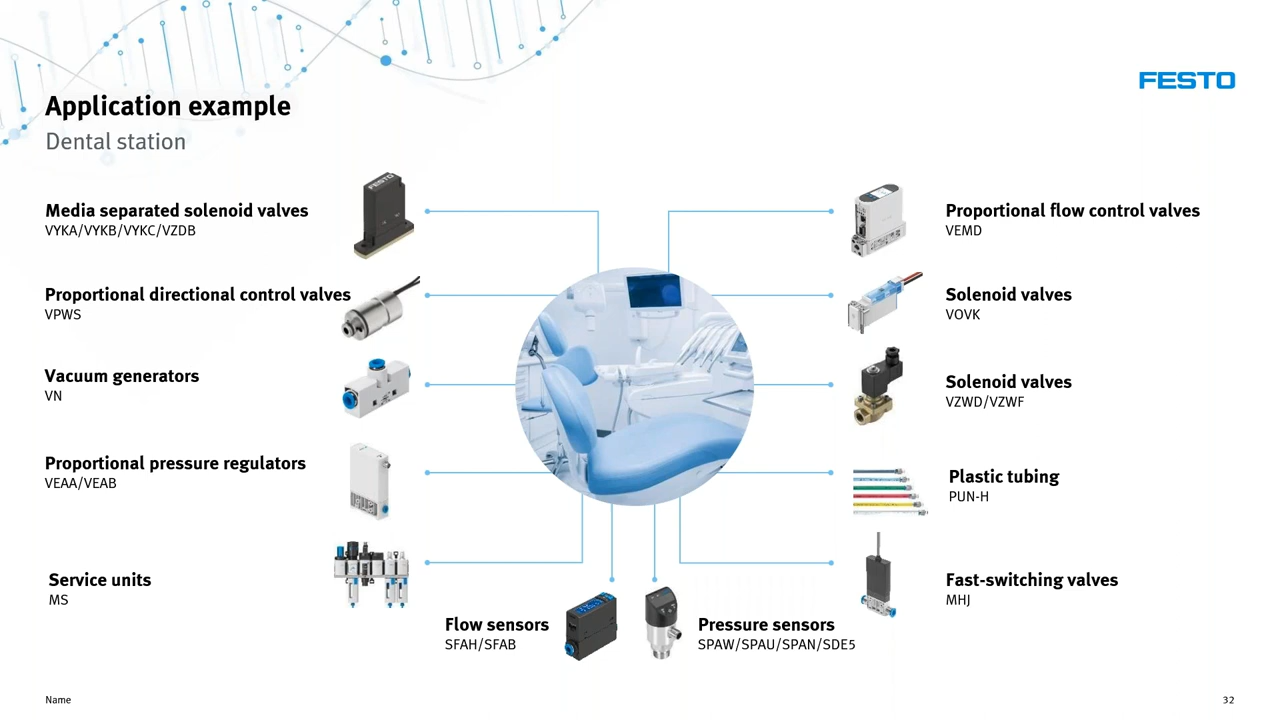 FESTO
Application example
Dental station
FESTO
Media separated solenoid valves
VYKA/VYKB/VYKC/VZDB
Proportional directional control valves
VPWS
Vacuum generators
VN
Proportional pressure regulators
VEAA/VEAB
Service units
MS
Flow sensors
SFAH/SFAB
Pressure sensors
SPAW/SPAU/SPAN/SDE5
Proportional flow control valves
VEMD
Solenoid valves
VOVK
Solenoid valves
VZWD/VZWF
Plastic tubing
PUN-H
Fast-switching valves
MHJ
Name
32